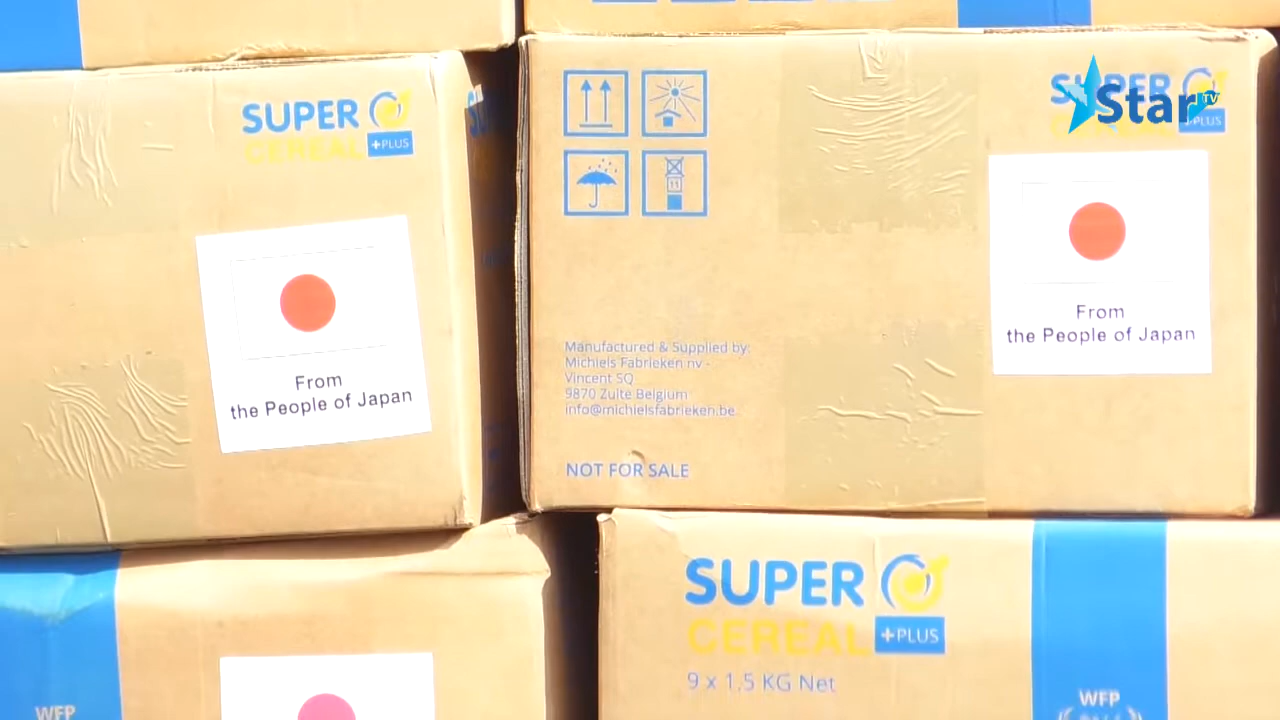 SUPER
CEREAL
+PLUS
From
the People of Japan
SUPER
+PLUS
Star
TV
From
the People of Japan
Manufactured & Supplied by:
Michiels Fabrieken nv -
Vincent SQ
9870 Zulte Belgium
info@michielsfabrieken.be
NOT FOR SALE
SUPER
CEREAL
+PLUS
9 x 1,5 KG Net
WFP
WFP